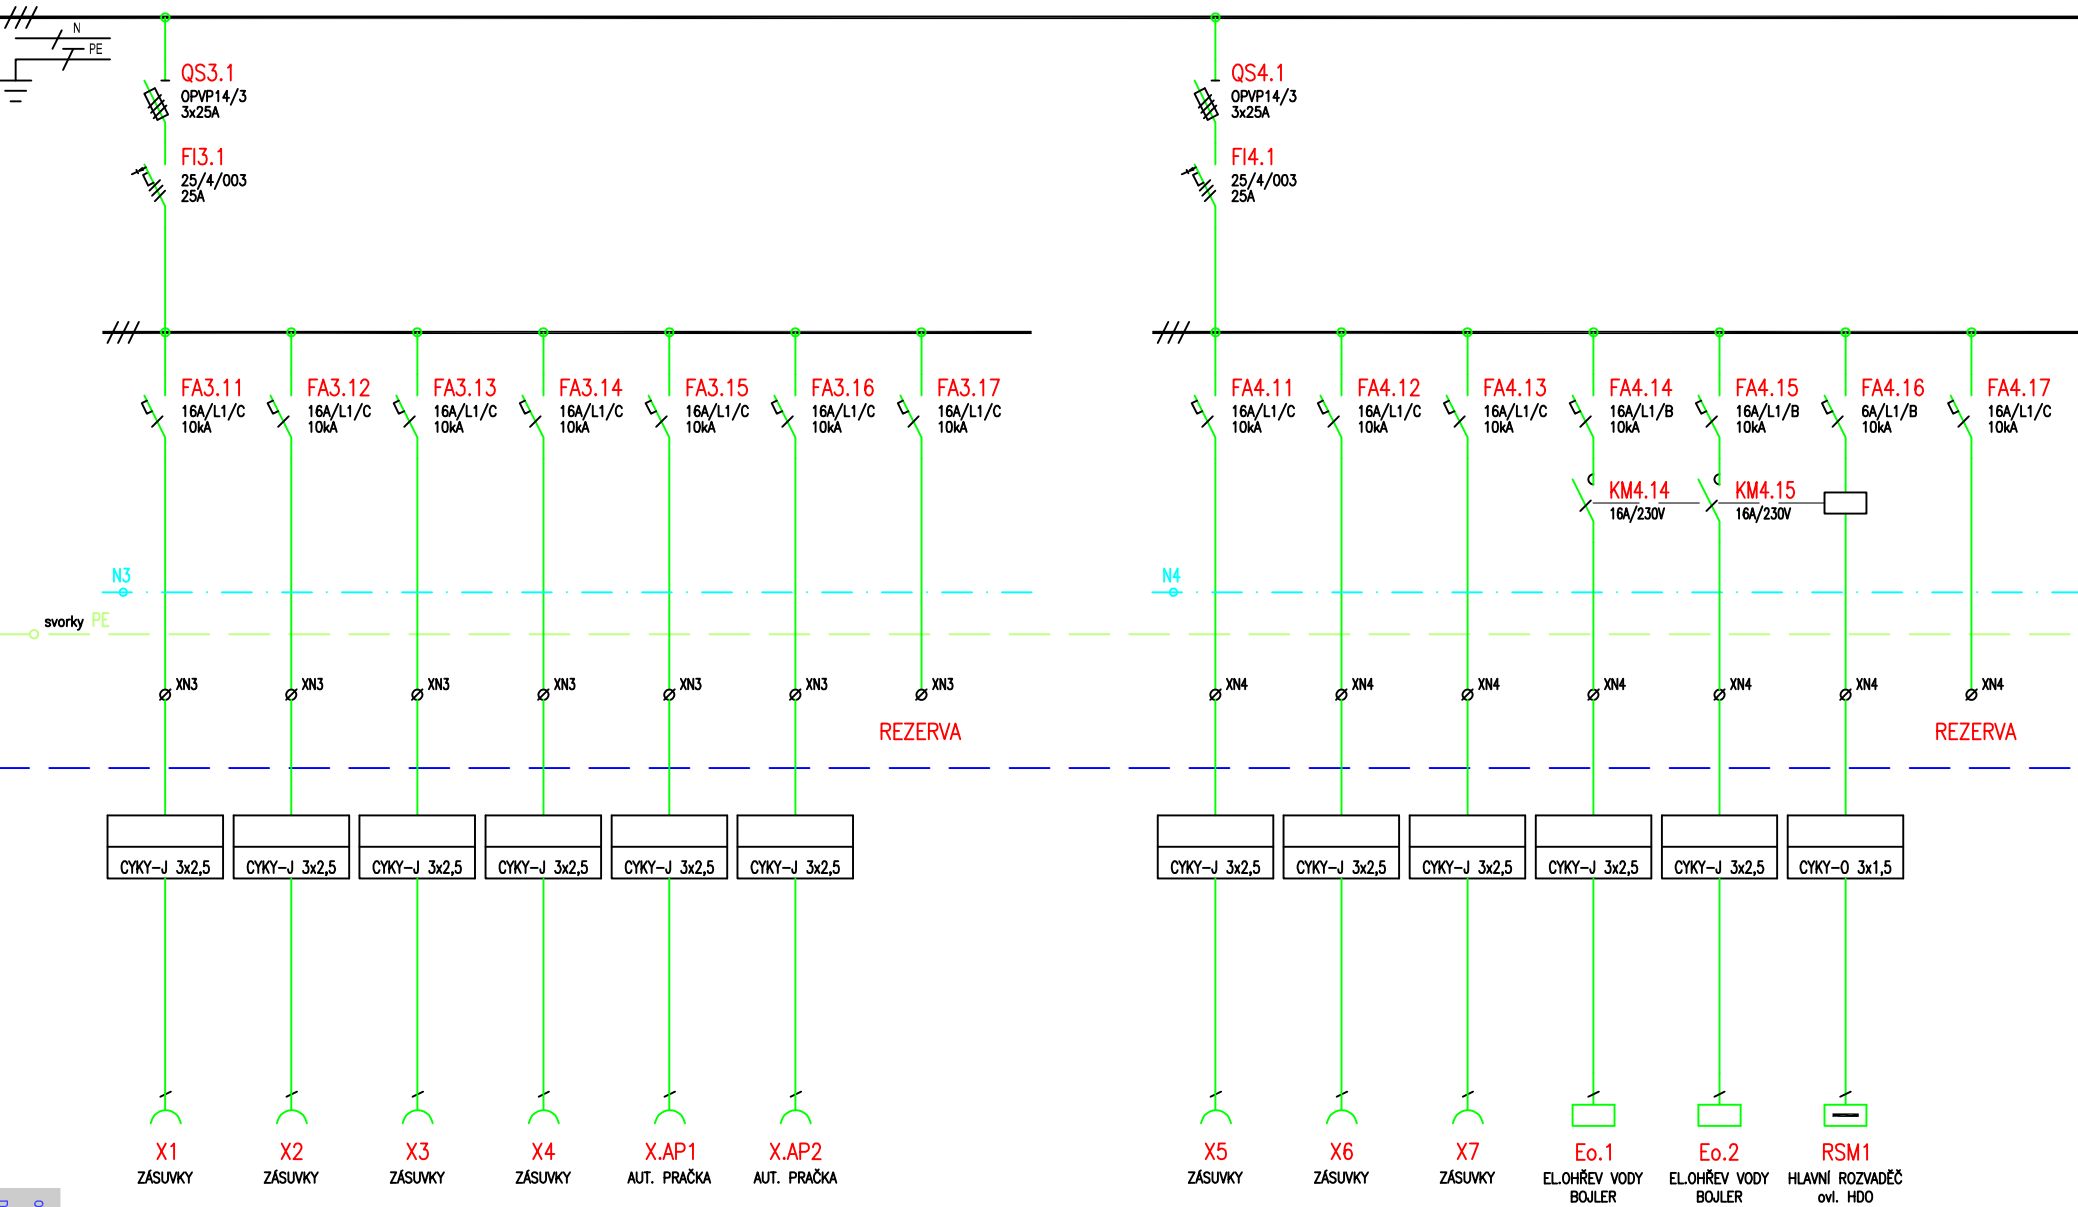 N
PE
QS3.1
OPVP14/3
3x25A
FI3.1
25/4/003
25A
QS4.1
OPVP14/3
3x25A
FI4.1
25/4/003
25A
FA3.11
16A/L1/C
10kA
FA3.12
16A/L1/C
10kA
FA3.13
16A/L1/C
10kA
FA3.14
16A/L1/C
10kA
FA3.15
16A/L1/C
10kA
FA3.16
16A/L1/C
10kA
FA3.17
16A/L1/C
10kA
FA4.11
16A/L1/C
10kA
FA4.12
16A/L1/C
10kA
FA4.13
16A/L1/C
10kA
FA4.14
16A/L1/B
10kA
FA4.15
16A/L1/B
10kA
FA4.16
6A/L1/B
10kA
FA4.17
16A/L1/C
10kA
KM4.14
16A/230V
KM4.15
16A/230V
N3
N4
svorky PE
XN3 XN3 XN3 XN3 XN3 XN3 XN3
XN4 XN4 XN4 XN4 XN4 XN4 XN4
REZERVA
REZERVA
CYKY-J 3x2,5
CYKY-J 3x2,5
CYKY-J 3x2,5
CYKY-J 3x2,5
CYKY-J 3x2,5
CYKY-J 3x2,5
CYKY-J 3x2,5
CYKY-J 3x2,5
CYKY-J 3x2,5
CYKY-J 3x2,5
CYKY-J 3x2,5
CYKY-O 3x1,5
X1
ZÁSUVKY
X2
ZÁSUVKY
X3
ZÁSUVKY
X4
ZÁSUVKY
X.AP1
AUT. PRAČKA
X.AP2
AUT. PRAČKA
X5
ZÁSUVKY
X6
ZÁSUVKY
X7
ZÁSUVKY
Eo.1
EL.OHŘEV VODY
BOJLER
Eo.2
EL.OHŘEV VODY
BOJLER
RSM1
HLAVNÍ ROZVADĚČ
ovl. HDO